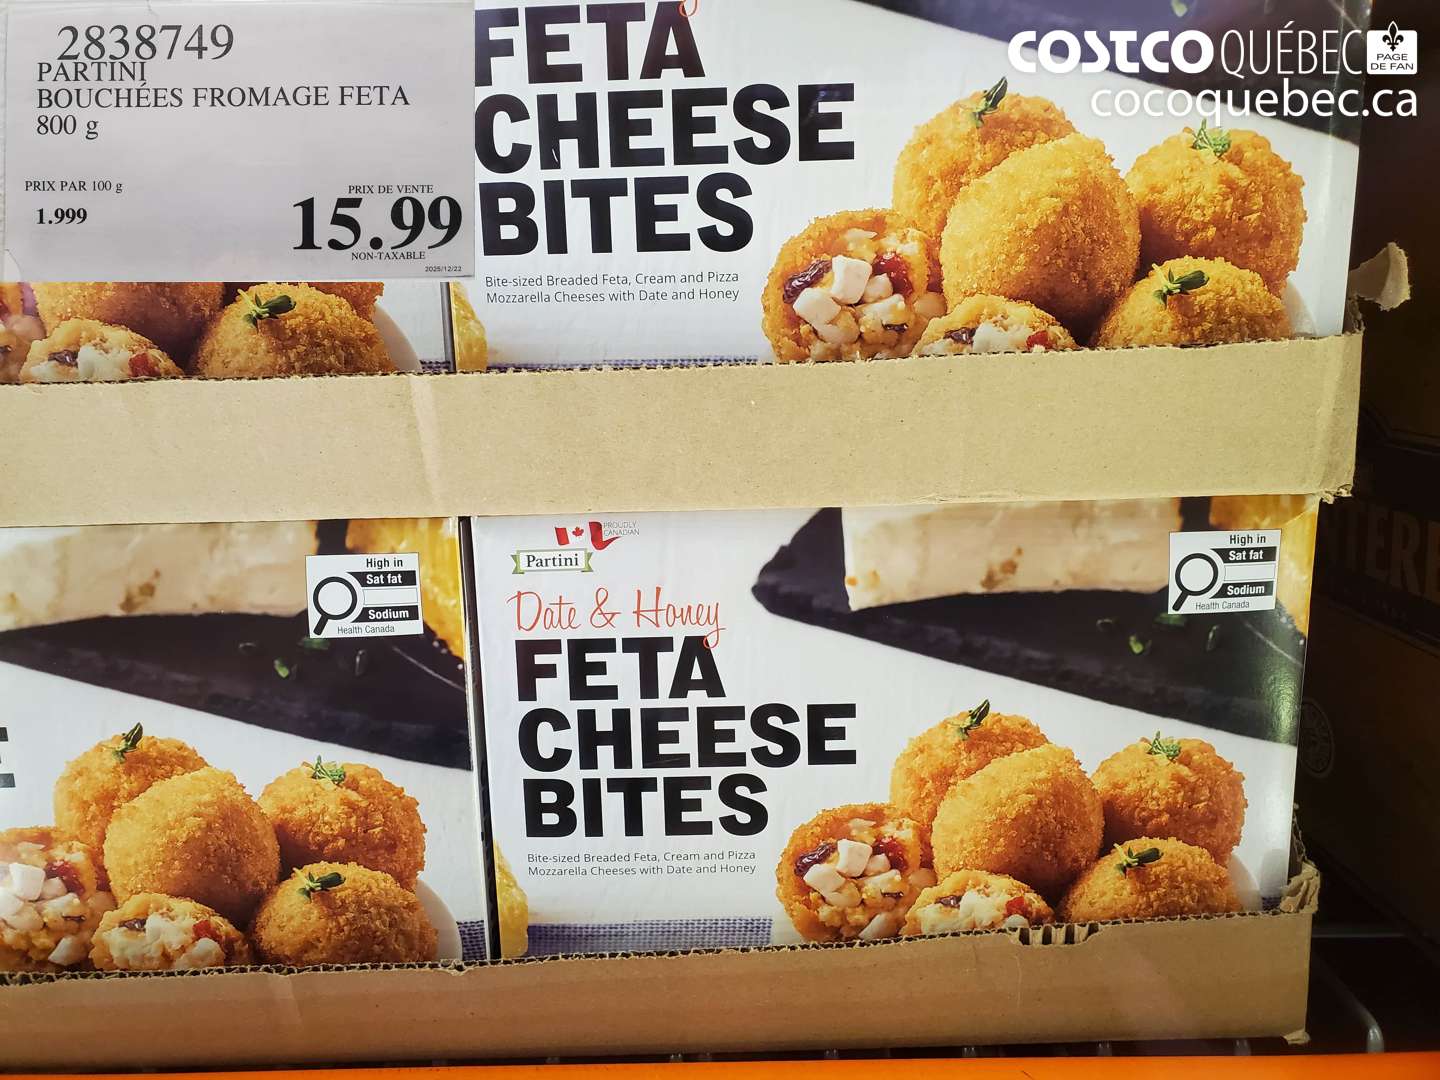 2838749
PARTINI
BOUCHÉES FROMAGE FETA
800 g
PRIX PAR 100 g
1.999
PRIX DE VENTE
15.99
NON-TAXABLE
2025/12/22
FETA
CHEESE
BITES
Bite-sized Breaded Feta, Cream and Pizza
Mozzarella Cheeses with Date and Honey
COSTCO QUÉBEC PAGE DE FAN
cocoquebec.ca
High in
Sat fat
Sodium
Health Canada
PROUDLY
CANADIAN
Partini
Date & Honey
FETA
CHEESE
BITES
Bite-sized Breaded Feta, Cream and Pizza
Mozzarella Cheeses with Date and Honey
High in
Sat fat
Sodium
Health Canada